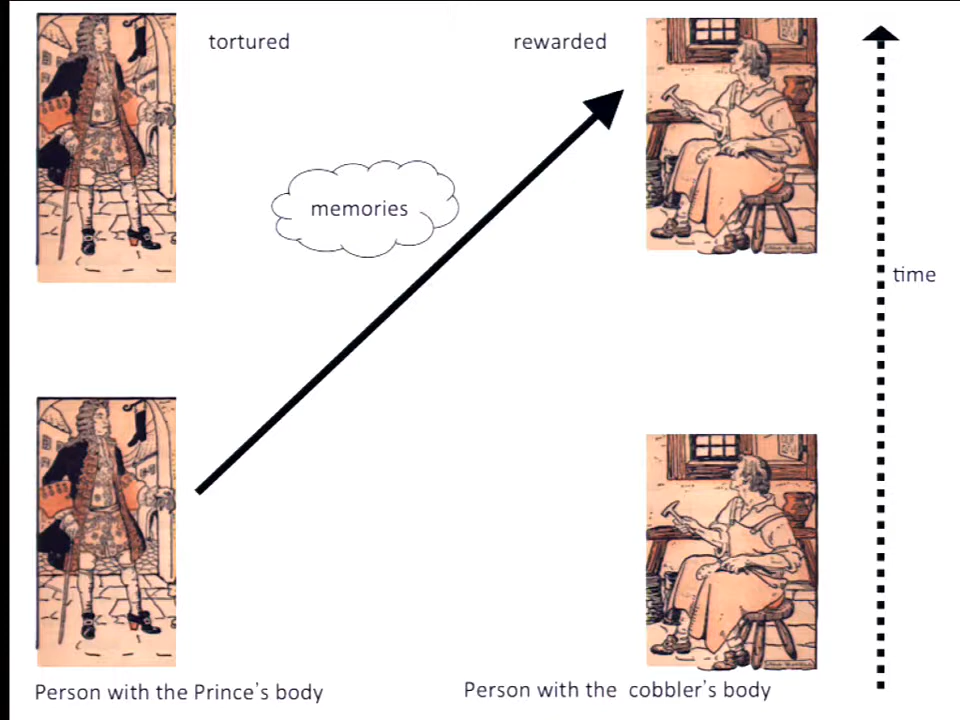 tortured
rewarded
memories
time
Person with the Prince's body
Person with the cobbler's body